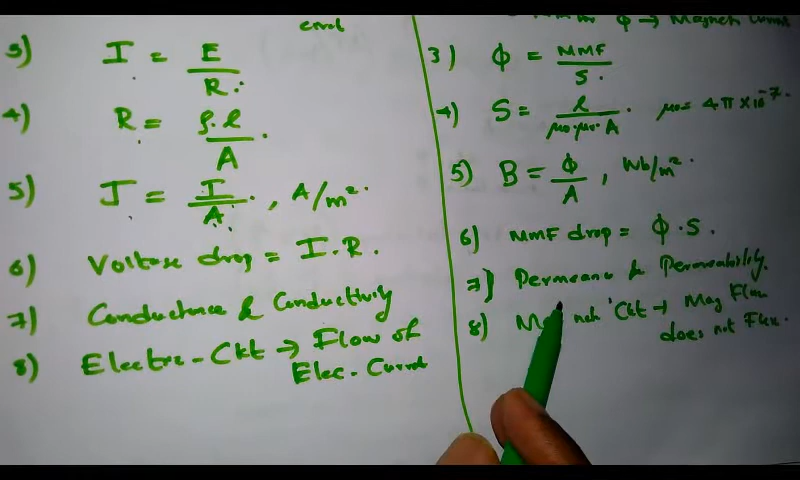 3) I = E / R.
4) R = ρ.l / A.
5) J = I / A., A/m².
6) Voltage drop = I.R.
7) Conductance & Conductivity
8) Electric-Ckt → Flow of
Elec. Current
φ → Magnetic
3) φ = MMF / S.
4) S = l / μ₀.μᵣ.A. μ₀ = 4π×10⁻⁷.
5) B = φ / A, Wb/m².
6) MMF drop = φ.S.
7) Permeance & Permeability.
8) Ckt → Mag Flux
does not Flux.